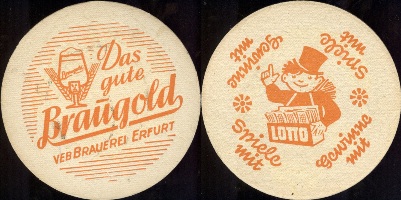 Das
gute
Braugold
VEB BRAUEREI ERFURT
Spiele
mit
Gewinne
mit
LOTTO
Spiele
mit
Gewinne
mit